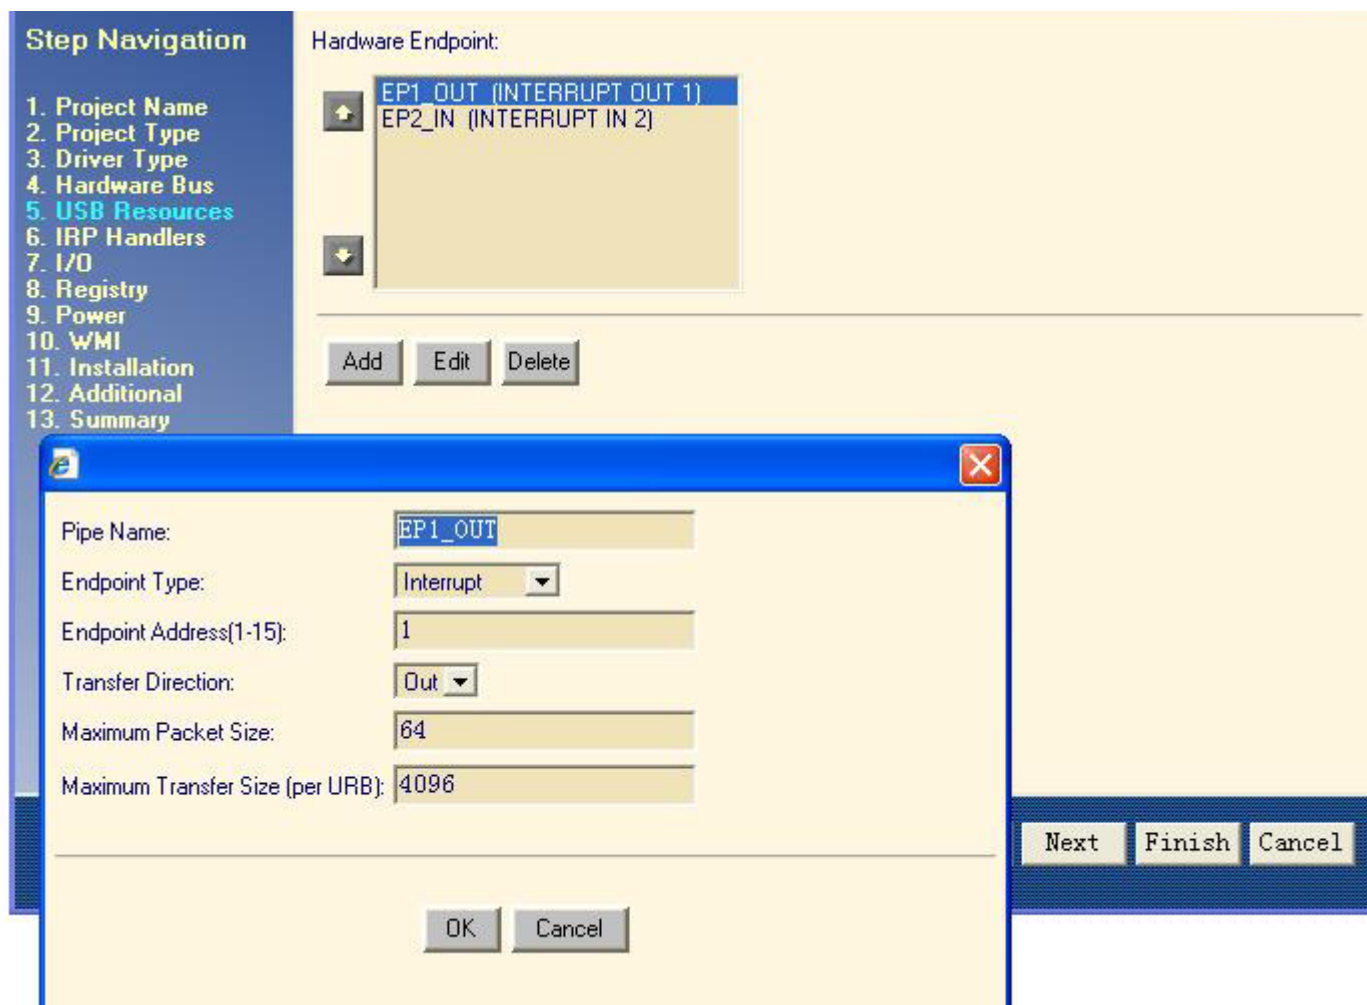 Step Navigation
1. Project Name
2. Project Type
3. Driver Type
4. Hardware Bus
5. USB Resources
6. IRP Handlers
7. I/O
8. Registry
9. Power
10. WMI
11. Installation
12. Additional
13. Summary
Hardware Endpoint:
EP1_OUT (INTERRUPT OUT 1)
EP2_IN (INTERRUPT IN 2)
Add Edit Delete
Pipe Name: EP1_OUT
Endpoint Type: Interrupt
Endpoint Address(1-15): 1
Transfer Direction: Out
Maximum Packet Size: 64
Maximum Transfer Size (per URB): 4096
OK Cancel
Next Finish Cancel